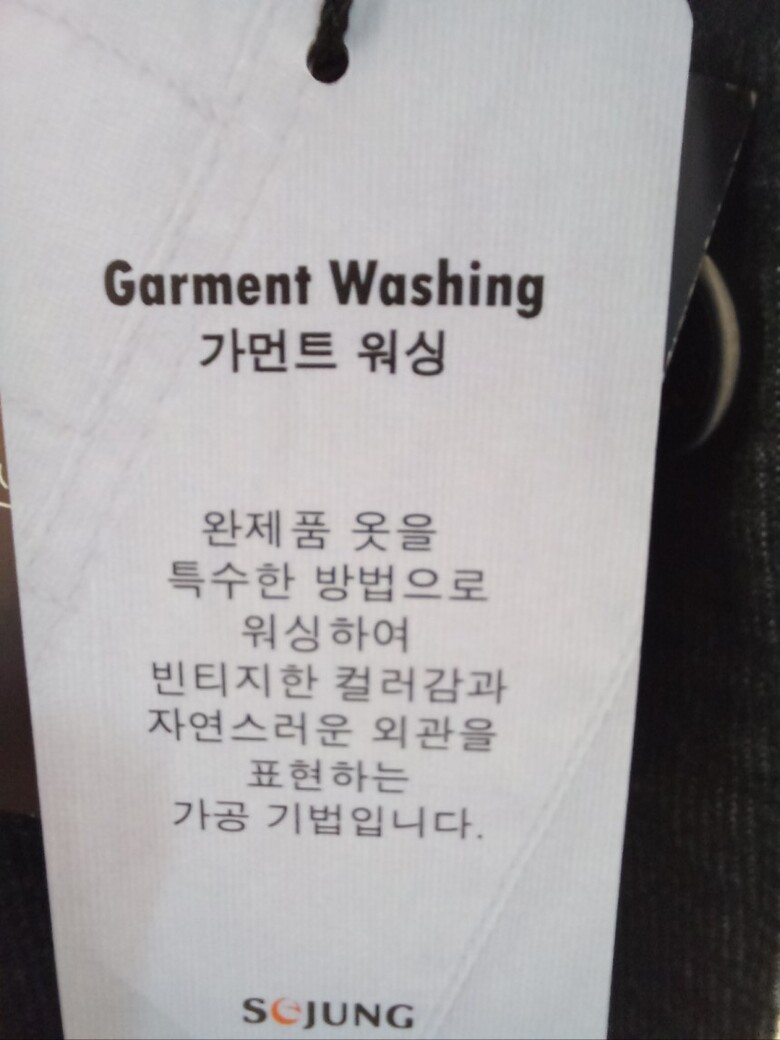 Garment Washing
가먼트 워싱
완제품 옷을
특수한 방법으로
워싱하여
빈티지한 컬러감과
자연스러운 외관을
표현하는
가공 기법입니다.
SeJUNG